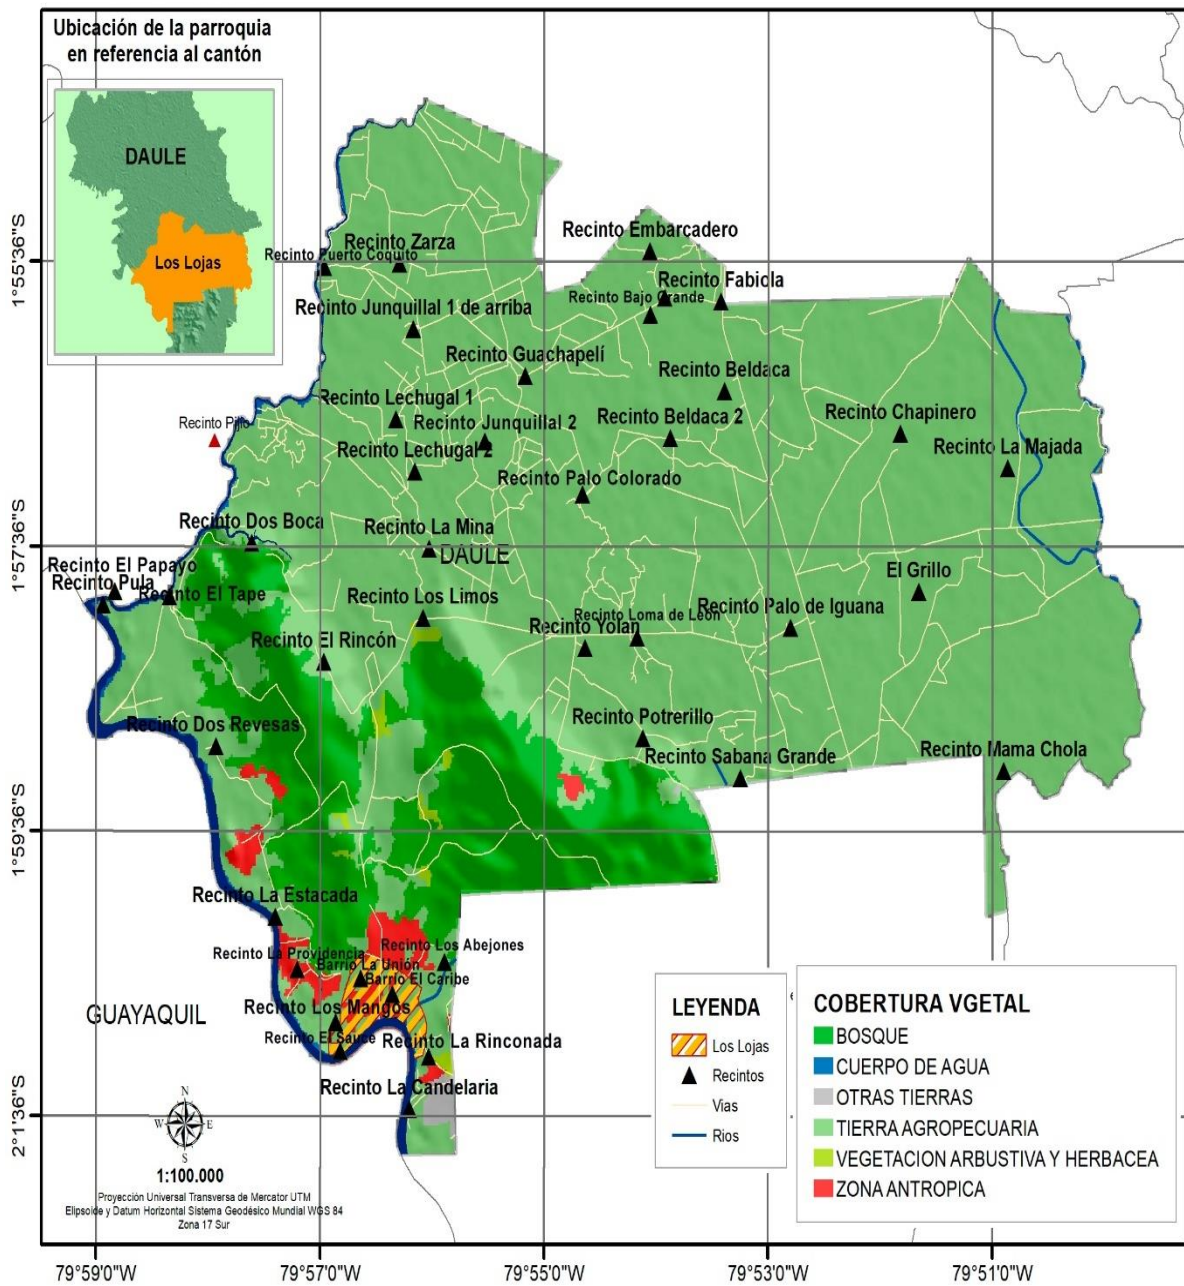 Ubicación de la parroquia
en referencia al cantón
DAULE
Los Lojas
1°55'36"S
1°57'36"S
1°59'36"S
2°1'36"S
Recinto Embarcadero
Recinto Zarza
Recinto Puerto Coquito
Recinto Fabiola
Recinto Bajo Grande
Recinto Junquillal 1 de arriba
Recinto Guachapelí
Recinto Beldaca
Recinto Lechugal 1
Recinto Junquillal 2
Recinto Beldaca 2
Recinto Chapinero
Recinto Pijio
Recinto Lechugal 2
Recinto La Majada
Recinto Palo Colorado
Recinto Dos Boca
Recinto La Mina
DAULE
Recinto El Papayo
Recinto Pula
Recinto El Tape
Recinto Los Limos
El Grillo
Recinto Loma de León
Recinto Palo de Iguana
Recinto Yolan
Recinto El Rincón
Recinto Dos Revesas
Recinto Potrerillo
Recinto Sabana Grande
Recinto Mama Chola
Recinto La Estacada
Recinto Los Abejones
Recinto La Providencia
Barrio La Unión
Barrio El Caribe
Recinto Los Mangos
GUAYAQUIL
Recinto El Sauce
Recinto La Rinconada
Recinto La Candelaria
N
W
E
S
1:100.000
Proyección Universal Transversa de Mercator UTM
Elipsoide y Datum Horizontal Sistema Geodésico Mundial WGS 84
Zona 17 Sur
LEYENDA
Los Lojas
Recintos
Vias
Rios
COBERTURA VGETAL
BOSQUE
CUERPO DE AGUA
OTRAS TIERRAS
TIERRA AGROPECUARIA
VEGETACION ARBUSTIVA Y HERBACEA
ZONA ANTROPICA
79°59'0"W
79°57'0"W
79°55'0"W
79°53'0"W
79°51'0"W